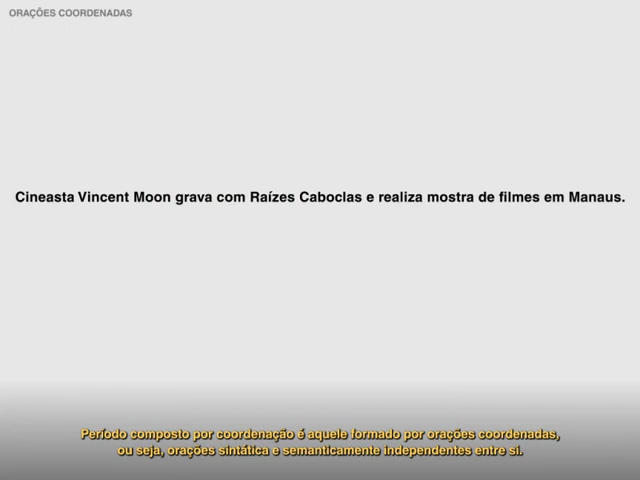 ORAÇÕES COORDENADAS
Cineasta Vincent Moon grava com Raízes Caboclas e realiza mostra de filmes em Manaus.
Período composto por coordenação é aquele formado por orações coordenadas,
ou seja, orações sintática e semanticamente independentes entre si.